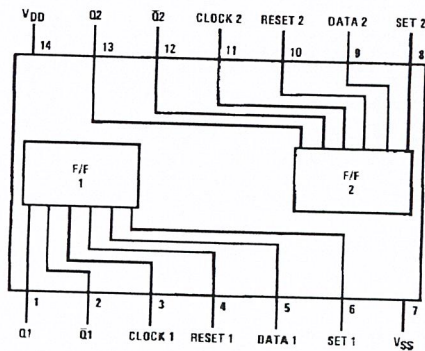 VDD Q2 Q̄2 CLOCK 2 RESET 2 DATA 2 SET 2
14 13 12 11 10 9 8
F/F
1
F/F
2
1 2 3 4 5 6 7
Q1 Q̄1 CLOCK 1 RESET 1 DATA 1 SET 1 VSS